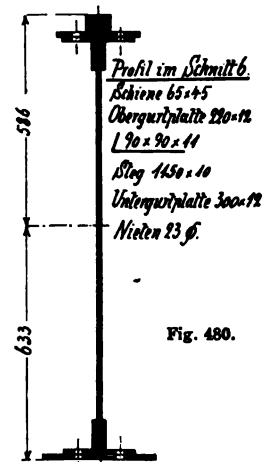 Profil im Schnitt 6.
Schiene 65×45
Obergurtplatte 220×12
L 90×90×11
Steg 1150×10
Untergurtplatte 300×12
Nieten 23 ø.
586
633
Fig. 480.